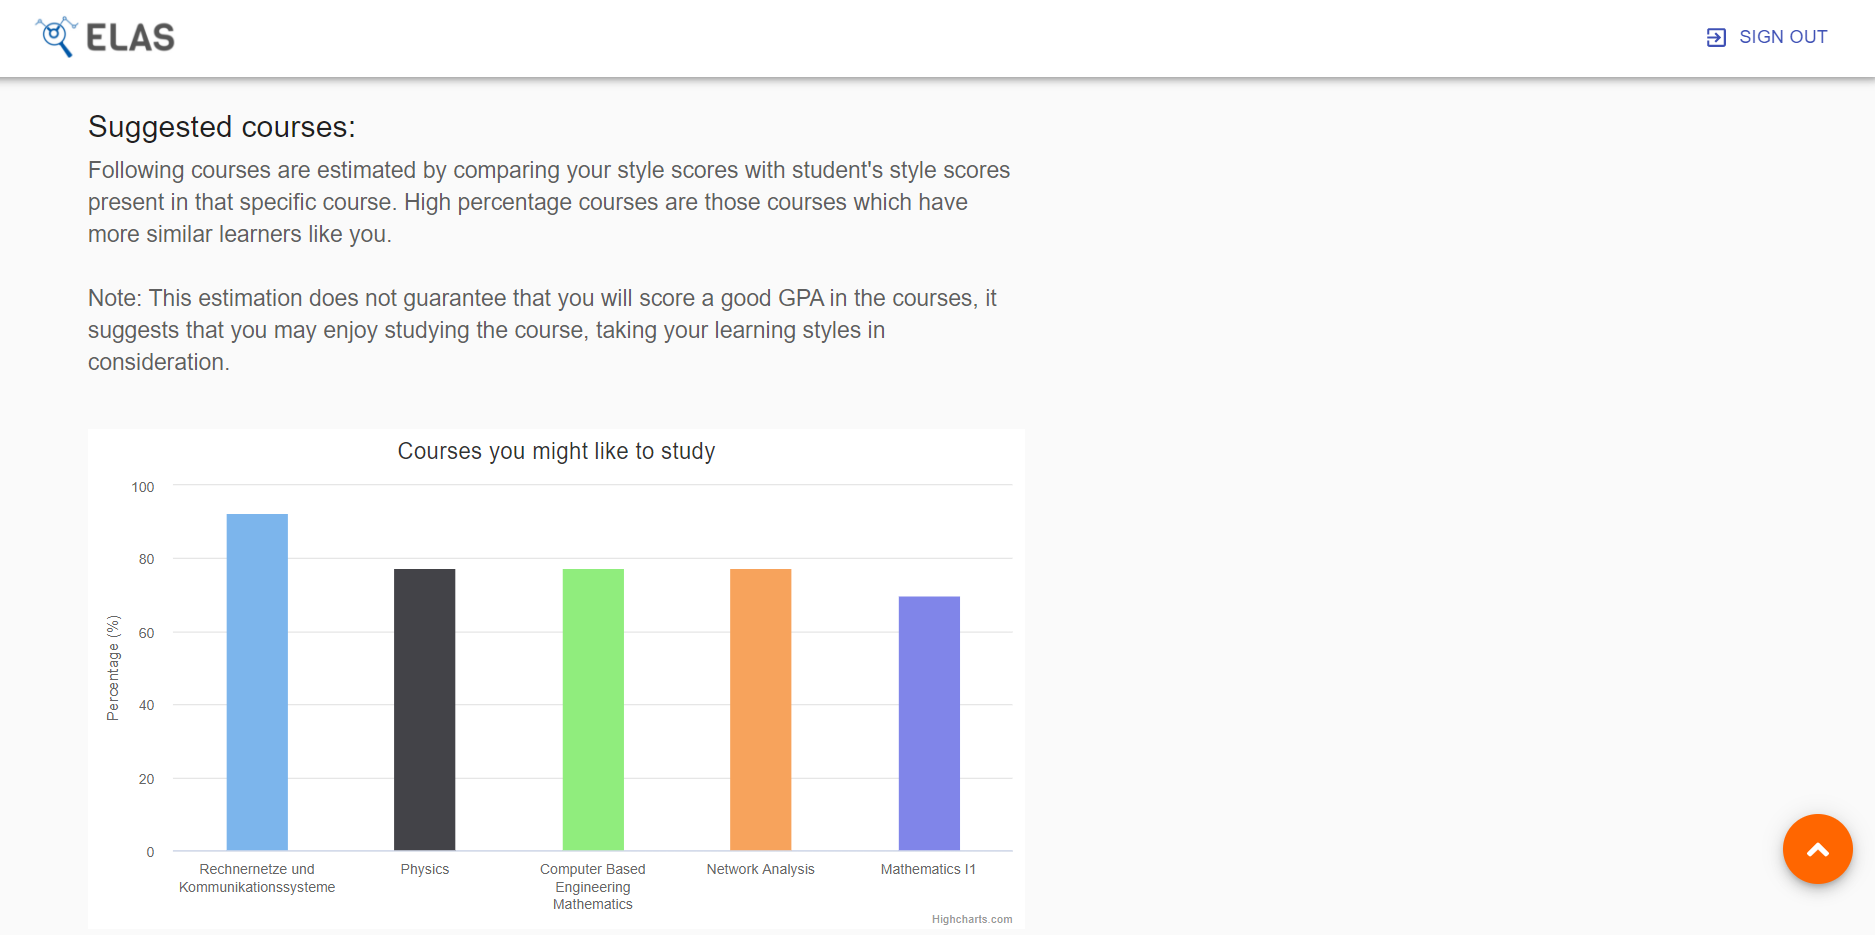 ELAS
SIGN OUT
Suggested courses:
Following courses are estimated by comparing your style scores with student's style scores
present in that specific course. High percentage courses are those courses which have
more similar learners like you.
Note: This estimation does not guarantee that you will score a good GPA in the courses, it
suggests that you may enjoy studying the course, taking your learning styles in
consideration.
Courses you might like to study
100
80
60
40
20
0
Percentage (%)
Rechnernetze und
Kommunikationssysteme
Physics
Computer Based
Engineering
Mathematics
Network Analysis
Mathematics I1
Highcharts.com